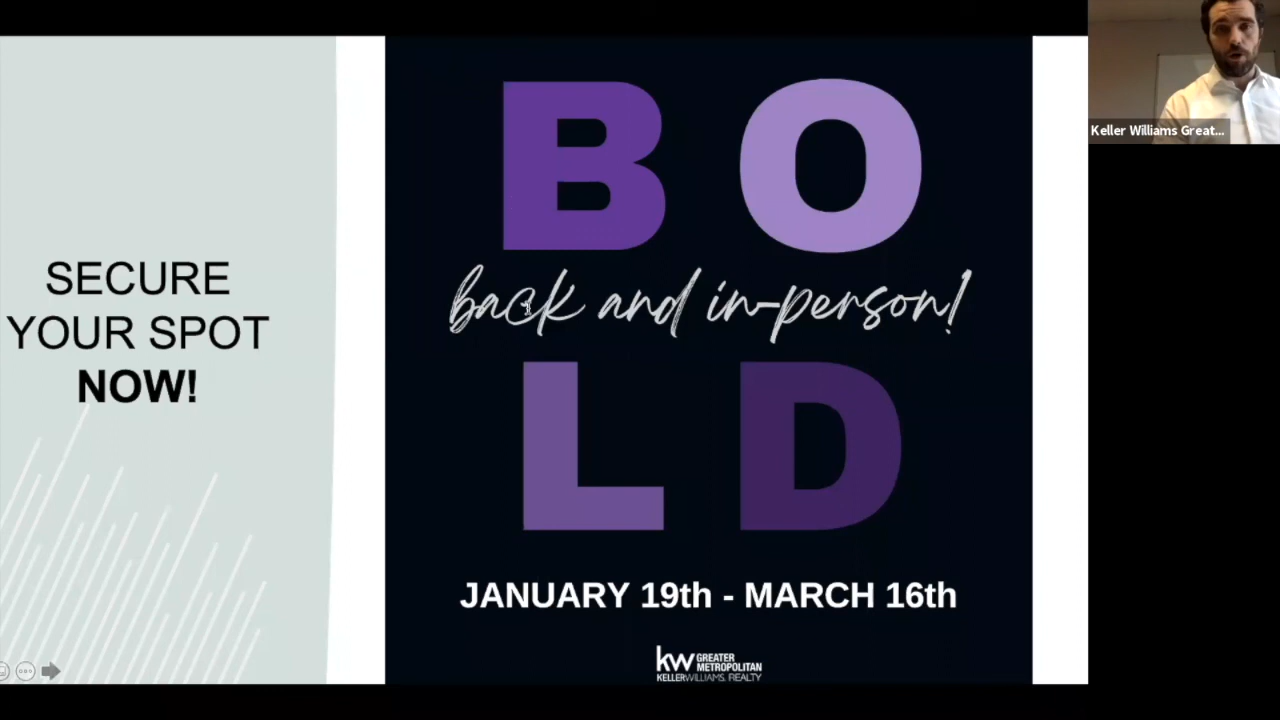 SECURE
YOUR SPOT
NOW!
B O
back and in-person!
L D
JANUARY 19th - MARCH 16th
kw GREATER
METROPOLITAN
KELLERWILLIAMS. REALTY
Keller Williams Great...